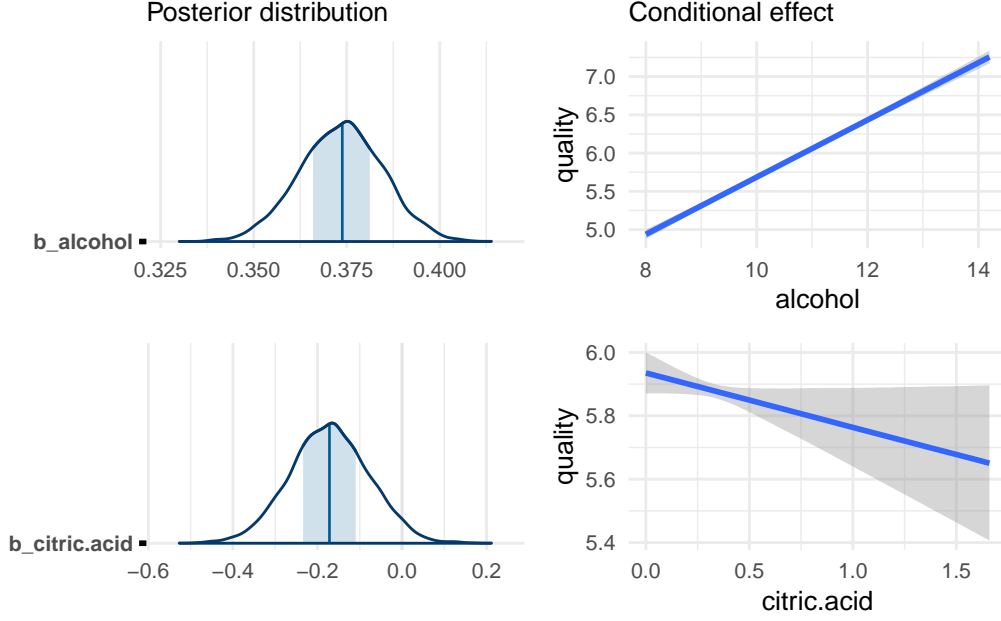 Posterior distribution
b_alcohol
0.325 0.350 0.375 0.400
Conditional effect
7.0
6.5
6.0
5.5
5.0
quality
8 10 12 14
alcohol
b_citric.acid
−0.6 −0.4 −0.2 0.0 0.2
6.0
5.8
5.6
5.4
quality
0.0 0.5 1.0 1.5
citric.acid